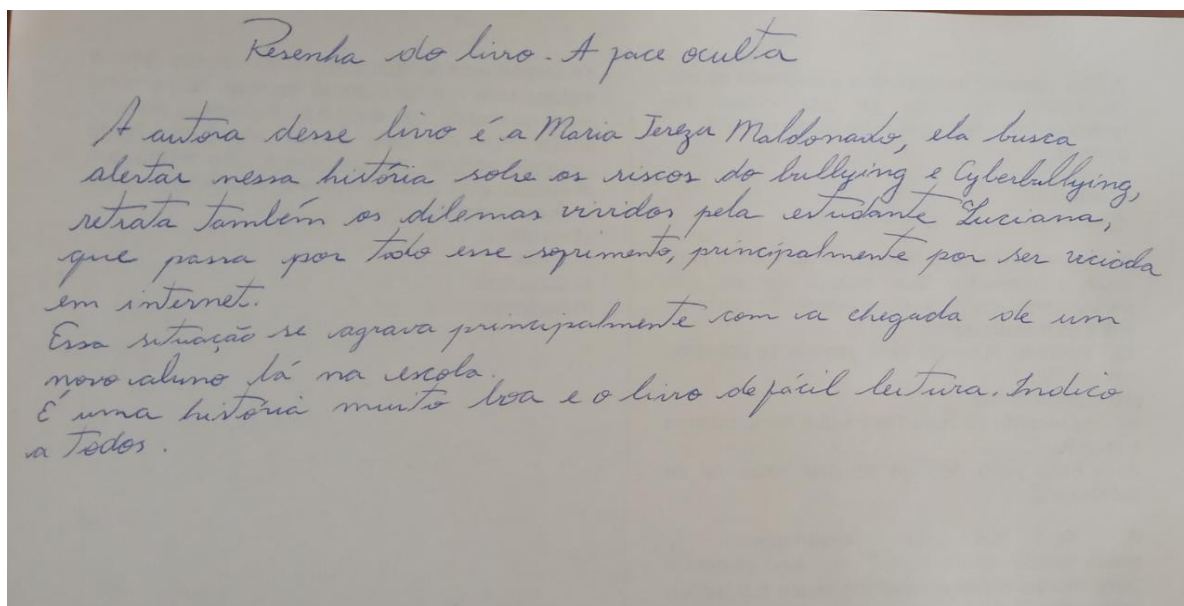 Resenha do livro - A face oculta
A autora desse livro é a Maria Tereza Maldonado, ela busca
alertar nessa história sobre os riscos do bullying e Cyberbullying,
retrata também os dilemas vividos pela estudante Luciana,
que passa por todo esse sofrimento, principalmente por ser viciada
em internet.
Essa situação se agrava principalmente com a chegada de um
novo aluno lá na escola.
É uma história muito boa e o livro de fácil leitura. Indico
a Todos.